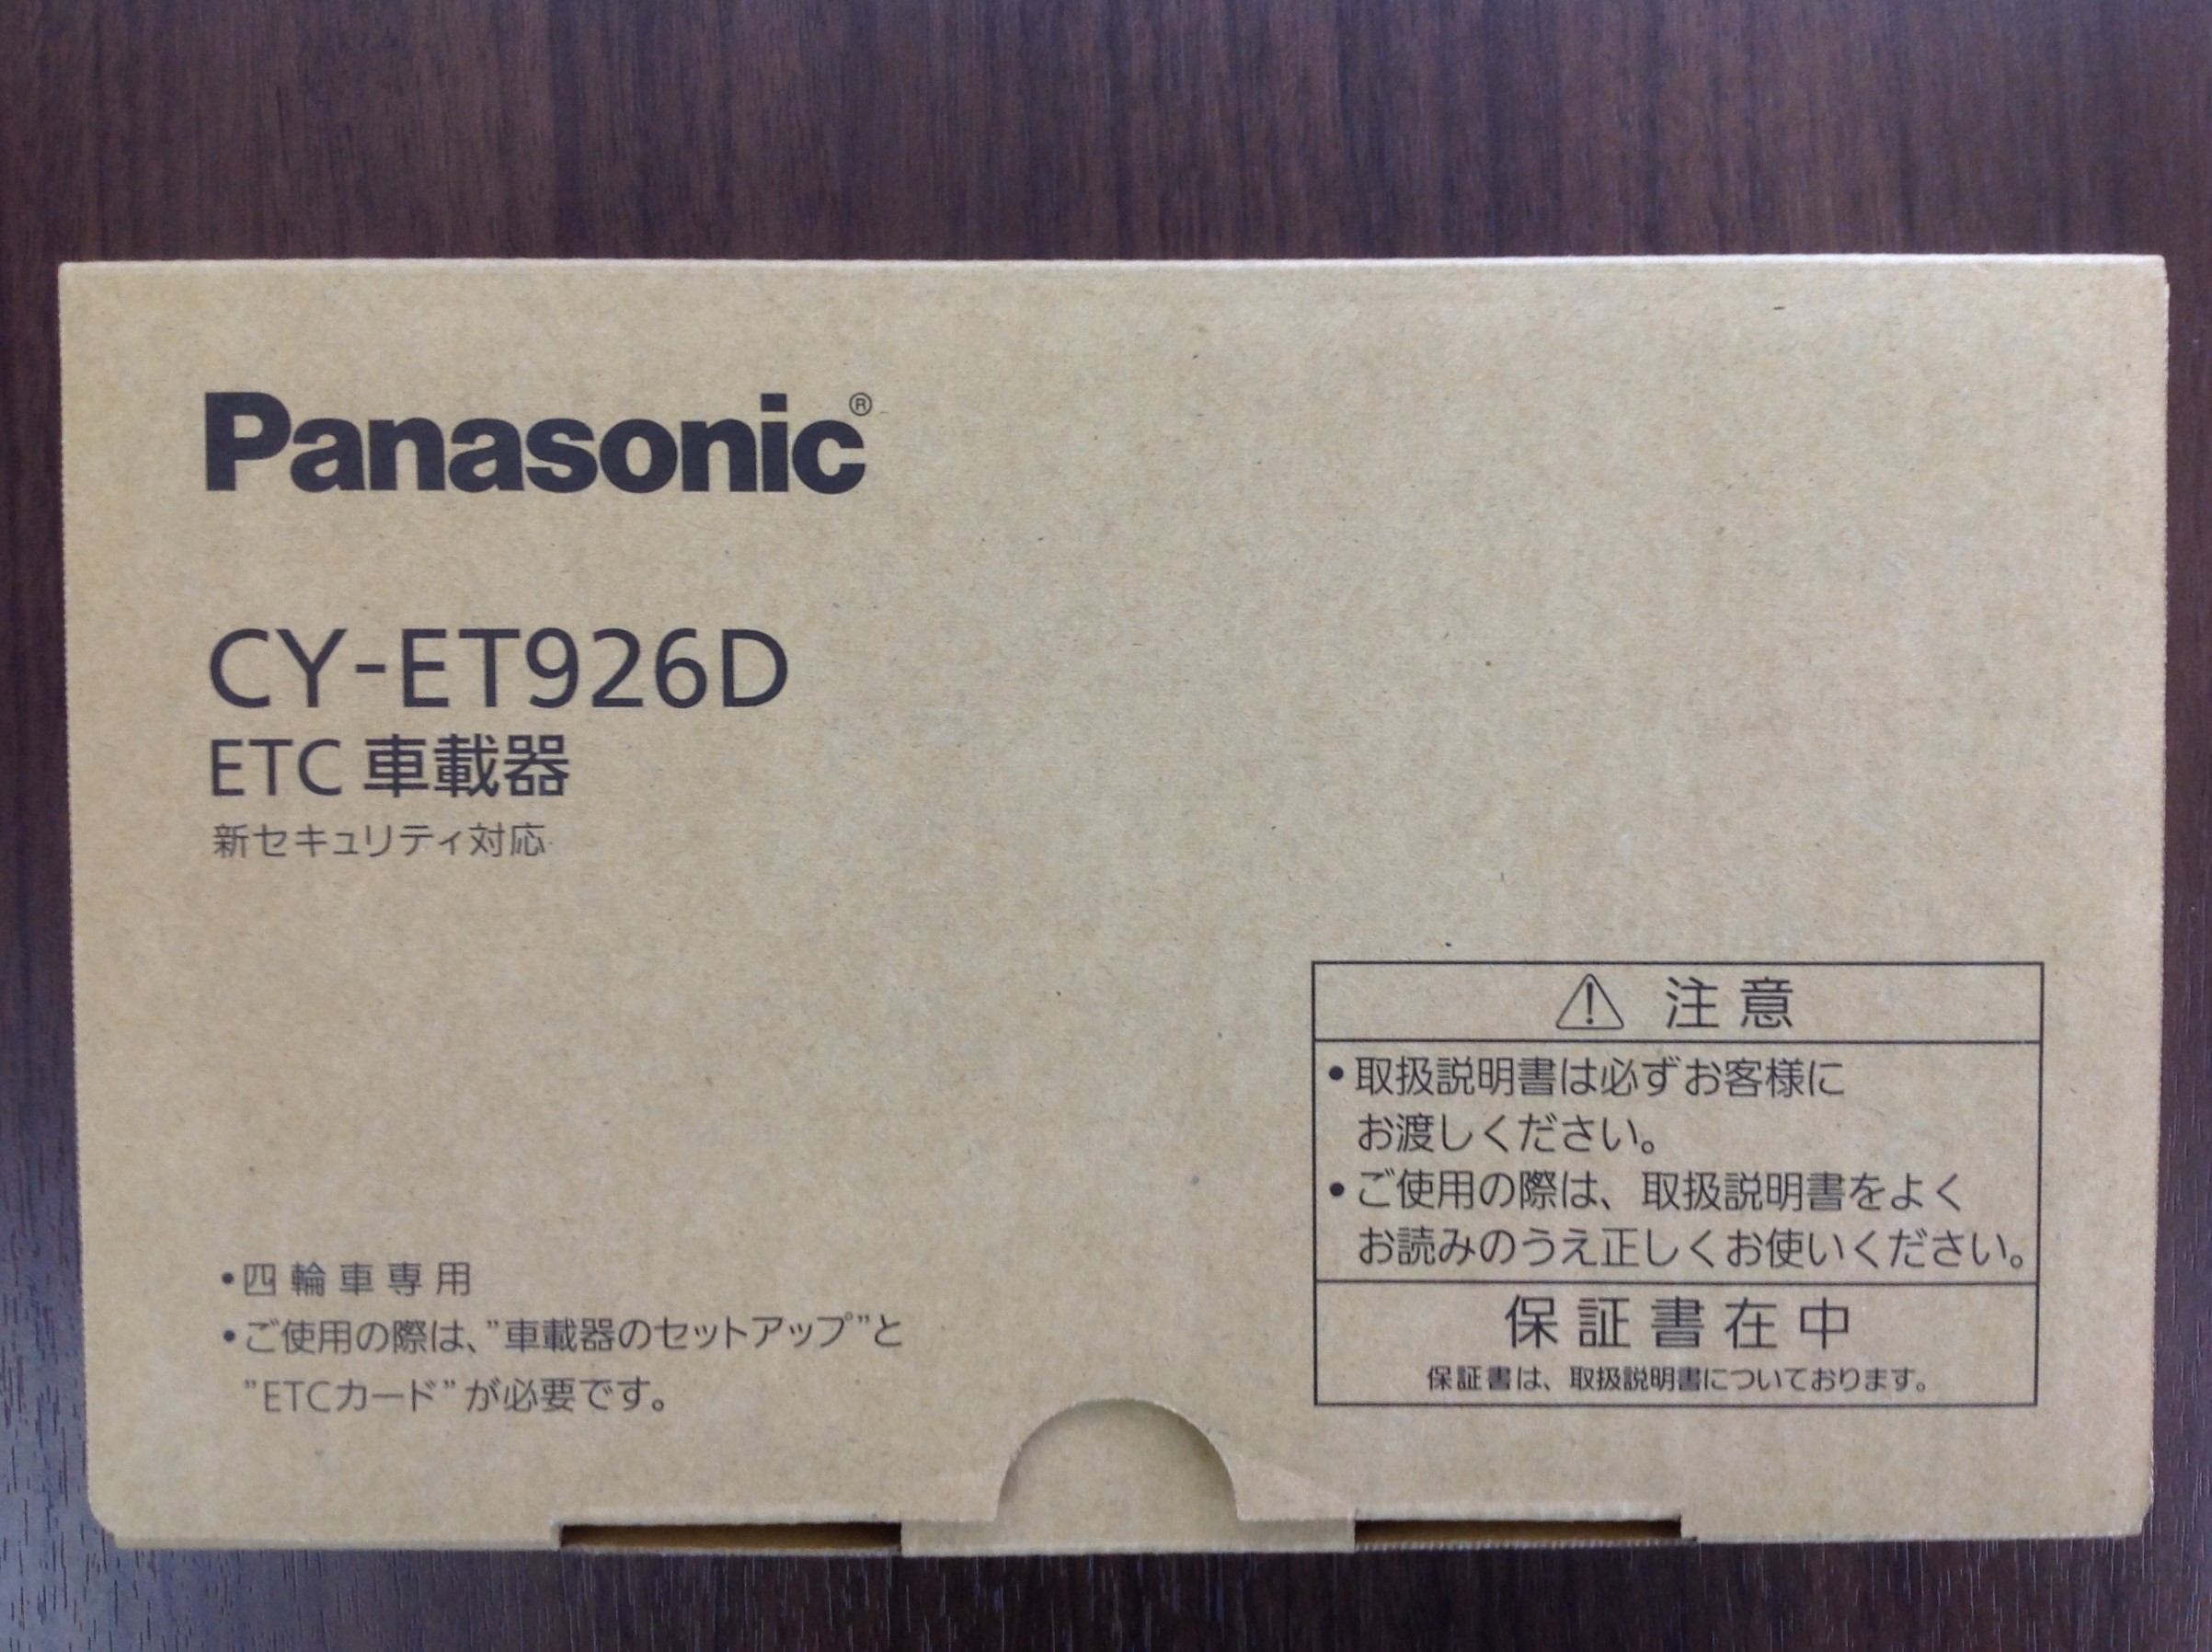 Panasonic®
CY-ET926D
ETC 車載器
新セキュリティ対応
•四輪車専用
•ご使用の際は、”車載器のセットアップ”と
”ETCカード”が必要です。
⚠ 注意
•取扱説明書は必ずお客様に
お渡しください。
•ご使用の際は、取扱説明書をよく
お読みのうえ正しくお使いください。
保証書在中
保証書は、取扱説明書についております。